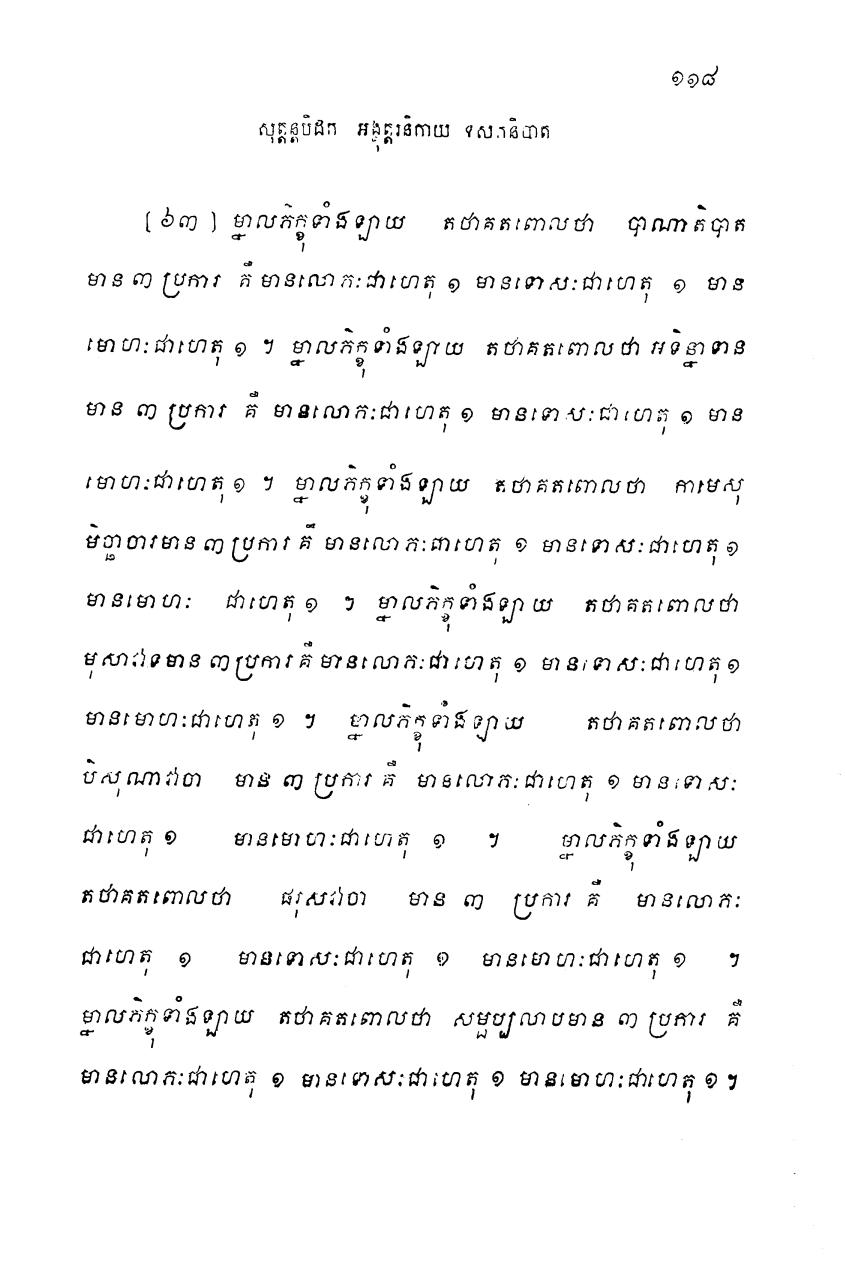 ១១៨
សុត្តន្តបិដក អង្គុត្តរនិកាយ ទសកនិបាត
[៦៣] ម្នាលភិក្ខុទាំងឡាយ តថាគតពោលថា បាណាតិបាត
មាន ៣ ប្រការ គឺ មានលោភៈជាហេតុ ១ មានទោសៈជាហេតុ ១ មាន
មោហៈជាហេតុ ១ ។ ម្នាលភិក្ខុទាំងឡាយ តថាគតពោលថា អទិន្នាទាន
មាន ៣ ប្រការ គឺ មានលោភៈជាហេតុ ១ មានទោសៈជាហេតុ ១ មាន
មោហៈជាហេតុ ១ ។ ម្នាលភិក្ខុទាំងឡាយ តថាគតពោលថា កាមេសុ
មិច្ឆាចារមាន ៣ ប្រការ គឺ មានលោភៈជាហេតុ ១ មានទោសៈជាហេតុ ១
មានមោហៈ ជាហេតុ ១ ។ ម្នាលភិក្ខុទាំងឡាយ តថាគតពោលថា
មុសាវាទមាន ៣ ប្រការ គឺ មានលោភៈជាហេតុ ១ មានទោសៈជាហេតុ ១
មានមោហៈជាហេតុ ១ ។ ម្នាលភិក្ខុទាំងឡាយ តថាគតពោលថា
បិសុណាវាចា មាន ៣ ប្រការ គឺ មានលោភៈជាហេតុ ១ មានទោសៈ
ជាហេតុ ១ មានមោហៈជាហេតុ ១ ។ ម្នាលភិក្ខុទាំងឡាយ
តថាគតពោលថា ផរុសវាចា មាន ៣ ប្រការ គឺ មានលោភៈ
ជាហេតុ ១ មានទោសៈជាហេតុ ១ មានមោហៈជាហេតុ ១ ។
ម្នាលភិក្ខុទាំងឡាយ តថាគតពោលថា សម្ផប្បលាបមាន ៣ ប្រការ គឺ
មានលោភៈជាហេតុ ១ មានទោសៈជាហេតុ ១ មានមោហៈជាហេតុ ១ ។